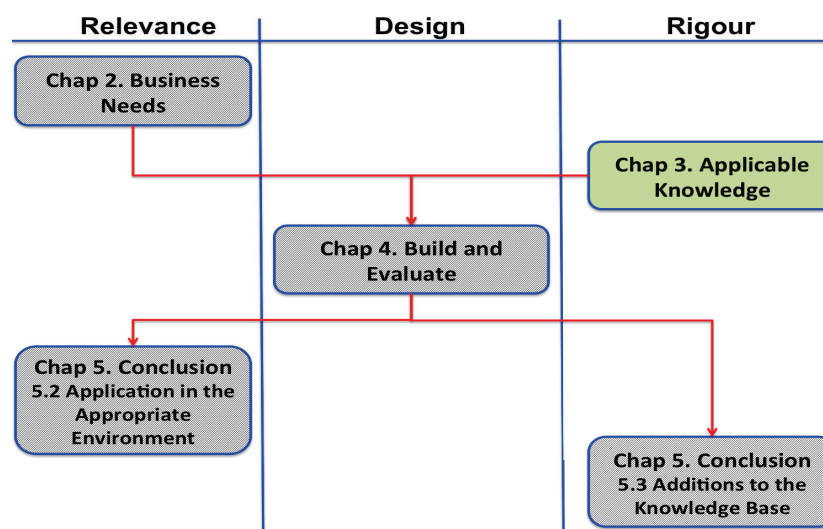 Relevance
Design
Rigour
Chap 2. Business
Needs
Chap 3. Applicable
Knowledge
Chap 4. Build and
Evaluate
Chap 5. Conclusion
5.2 Application in the
Appropriate
Environment
Chap 5. Conclusion
5.3 Additions to the
Knowledge Base